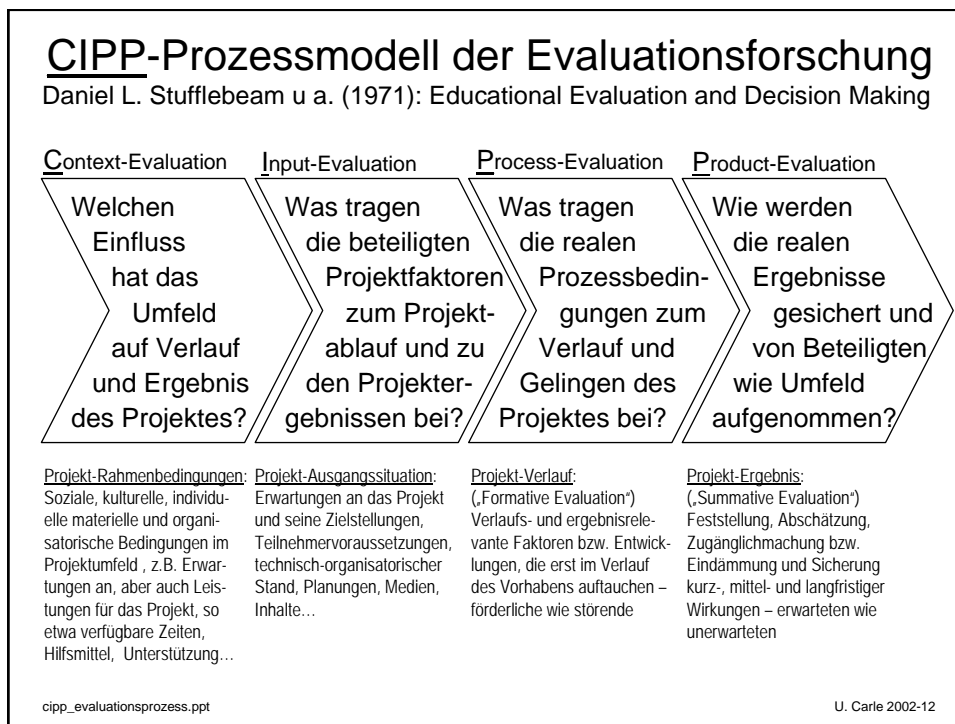 CIPP-Prozessmodell der Evaluationsforschung
Daniel L. Stufflebeam u a. (1971): Educational Evaluation and Decision Making
Context-Evaluation
Welchen
Einfluss
hat das
Umfeld
auf Verlauf
und Ergebnis
des Projektes?
Input-Evaluation
Was tragen
die beteiligten
Projektfaktoren
zum Projekt-
ablauf und zu
den Projekter-
gebnissen bei?
Process-Evaluation
Was tragen
die realen
Prozessbedin-
gungen zum
Verlauf und
Gelingen des
Projektes bei?
Product-Evaluation
Wie werden
die realen
Ergebnisse
gesichert und
von Beteiligten
wie Umfeld
aufgenommen?
Projekt-Rahmenbedingungen:
Soziale, kulturelle, individu-
elle materielle und organi-
satorische Bedingungen im
Projektumfeld , z.B. Erwar-
tungen an, aber auch Leis-
tungen für das Projekt, so
etwa verfügbare Zeiten,
Hilfsmittel, Unterstützung…
Projekt-Ausgangssituation:
Erwartungen an das Projekt
und seine Zielstellungen,
Teilnehmervoraussetzungen,
technisch-organisatorischer
Stand, Planungen, Medien,
Inhalte…
Projekt-Verlauf:
(„Formative Evaluation“)
Verlaufs- und ergebnisrele-
vante Faktoren bzw. Entwick-
lungen, die erst im Verlauf
des Vorhabens auftauchen –
förderliche wie störende
Projekt-Ergebnis:
(„Summative Evaluation“)
Feststellung, Abschätzung,
Zugänglichmachung bzw.
Eindämmung und Sicherung
kurz-, mittel- und langfristiger
Wirkungen – erwarteten wie
unerwarteten
cipp_evaluationsprozess.ppt
U. Carle 2002-12